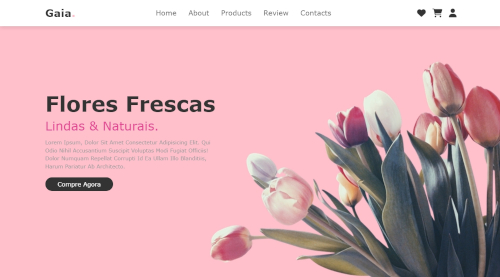 Gaia.
Home About Products Review Contacts
Flores Frescas
Lindas & Naturais.
Lorem Ipsum, Dolor Sit Amet Consectetur Adipisicing Elit. Qui
Odio Nihil Accusantium Suscipit Voluptas Modi Fugiat Officiis!
Dolor Numquam Repellat Corrupti Ut Ex Ullam Illo Blanditiis,
Harum Pariatur Ab Architecto.
Compre Agora